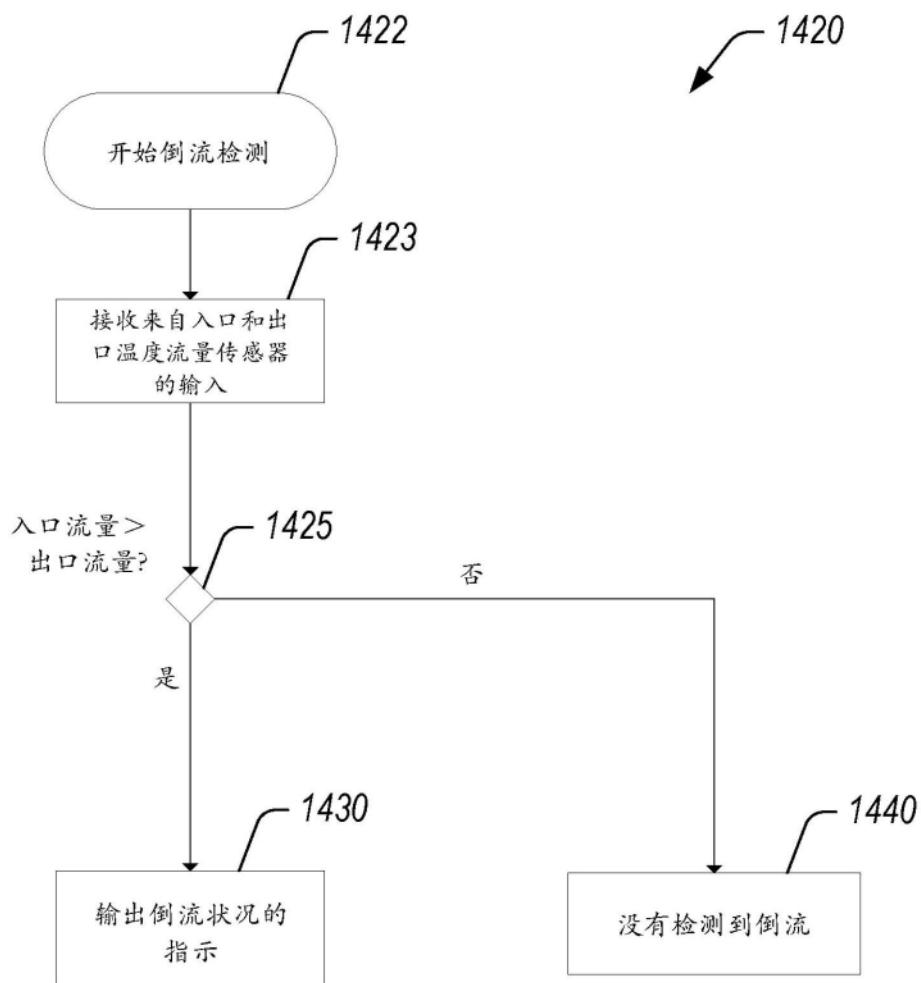 1422
1420
开始倒流检测
1423
接收来自入口和出
口温度流量传感器
的输入
入口流量＞
出口流量?
1425
否
是
1430
1440
输出倒流状况的
指示
没有检测到倒流